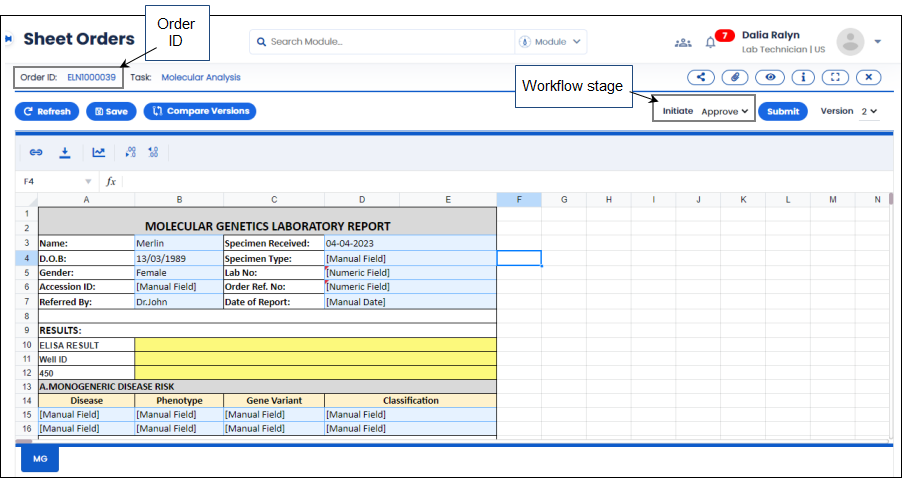 Order
ID
Sheet Orders
Search Module...
Module
7
Dalia Ralyn
Lab Technician | US
Order ID: ELN1000039 Task: Molecular Analysis
Workflow stage
Refresh Save Compare Versions
Initiate Approve Submit Version 2
.00 .0
.0 .00
F4 fx
A B C D E F G H I J K L M N
1
2 MOLECULAR GENETICS LABORATORY REPORT
3 Name: Merlin Specimen Received: 04-04-2023
4 D.O.B: 13/03/1989 Specimen Type: [Manual Field]
5 Gender: Female Lab No: [Numeric Field]
6 Accession ID: [Manual Field] Order Ref. No: [Numeric Field]
7 Referred By: Dr.John Date of Report: [Manual Date]
8
9 RESULTS:
10 ELISA RESULT
11 Well ID
12 450
13 A.MONOGENERIC DISEASE RISK
14 Disease Phenotype Gene Variant Classification
15 [Manual Field] [Manual Field] [Manual Field] [Manual Field]
16 [Manual Field] [Manual Field] [Manual Field] [Manual Field]
MG